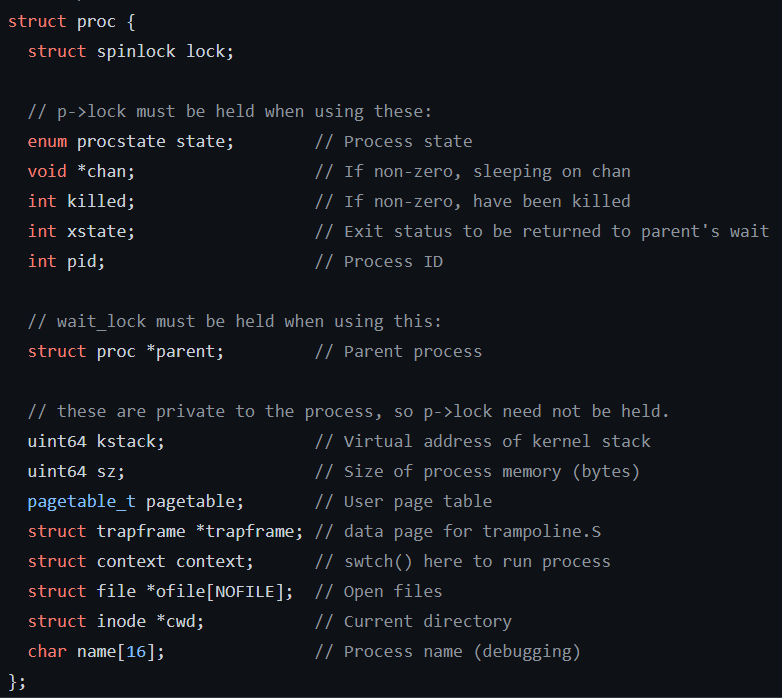 struct proc {
  struct spinlock lock;

  // p->lock must be held when using these:
  enum procstate state;        // Process state
  void *chan;                  // If non-zero, sleeping on chan
  int killed;                  // If non-zero, have been killed
  int xstate;                  // Exit status to be returned to parent's wait
  int pid;                     // Process ID

  // wait_lock must be held when using this:
  struct proc *parent;         // Parent process

  // these are private to the process, so p->lock need not be held.
  uint64 kstack;               // Virtual address of kernel stack
  uint64 sz;                   // Size of process memory (bytes)
  pagetable_t pagetable;       // User page table
  struct trapframe *trapframe; // data page for trampoline.S
  struct context context;      // swtch() here to run process
  struct file *ofile[NOFILE];  // Open files
  struct inode *cwd;           // Current directory
  char name[16];               // Process name (debugging)
};